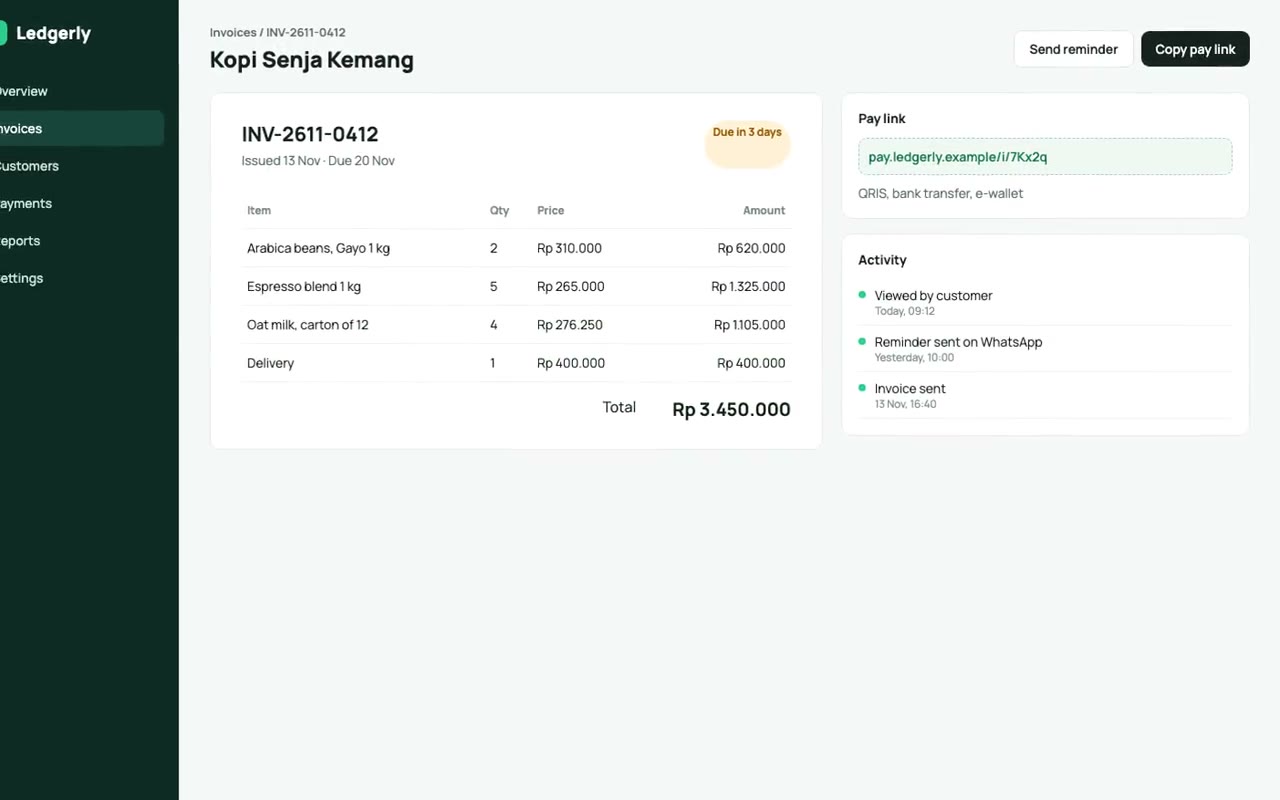 Ledgerly
verview
nvoices
ustomers
ayments
eports
ettings
Invoices / INV-2611-0412
Kopi Senja Kemang
Send reminder
Copy pay link
INV-2611-0412
Issued 13 Nov · Due 20 Nov
Due in 3 days
Item Qty Price Amount
Arabica beans, Gayo 1 kg 2 Rp 310.000 Rp 620.000
Espresso blend 1 kg 5 Rp 265.000 Rp 1.325.000
Oat milk, carton of 12 4 Rp 276.250 Rp 1.105.000
Delivery 1 Rp 400.000 Rp 400.000
Total Rp 3.450.000
Pay link
pay.ledgerly.example/i/7Kx2q
QRIS, bank transfer, e-wallet
Activity
Viewed by customer
Today, 09:12
Reminder sent on WhatsApp
Yesterday, 10:00
Invoice sent
13 Nov, 16:40